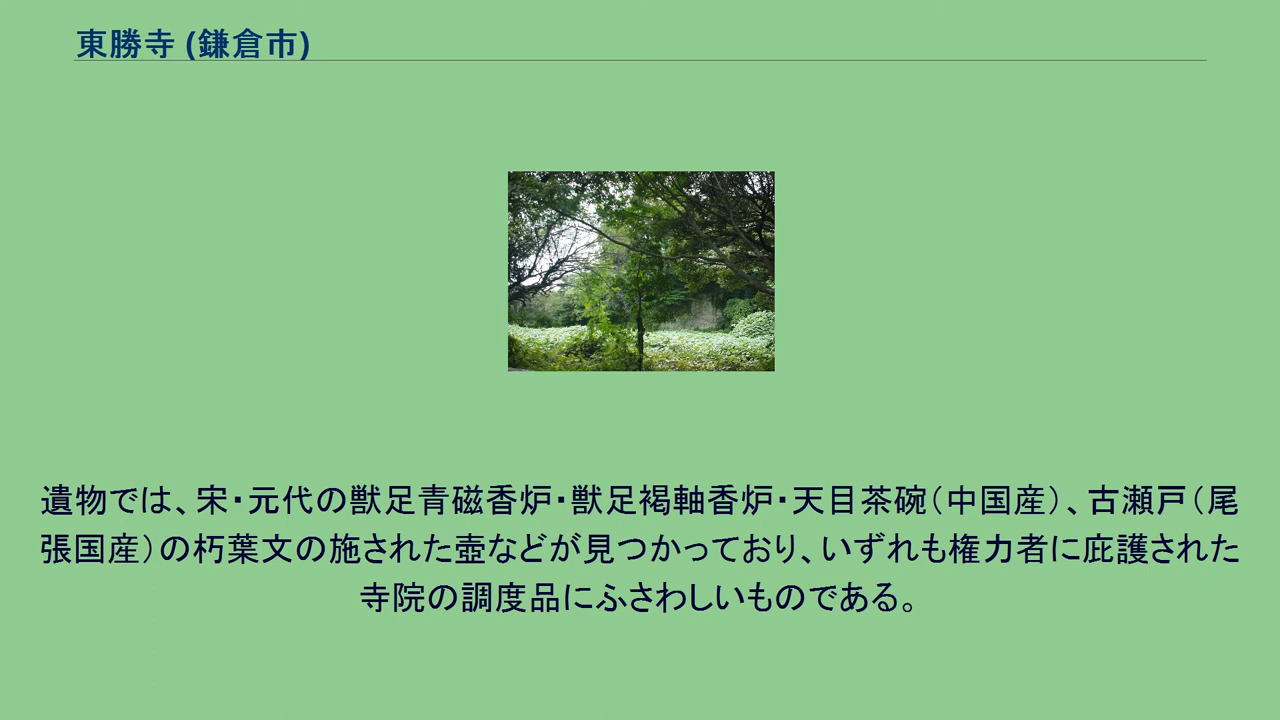 東勝寺 (鎌倉市)
遺物では、宋・元代の獣足青磁香炉・獣足褐軸香炉・天目茶碗（中国産）、古瀬戸（尾
張国産）の朽葉文の施された壺などが見つかっており、いずれも権力者に庇護された
寺院の調度品にふさわしいものである。